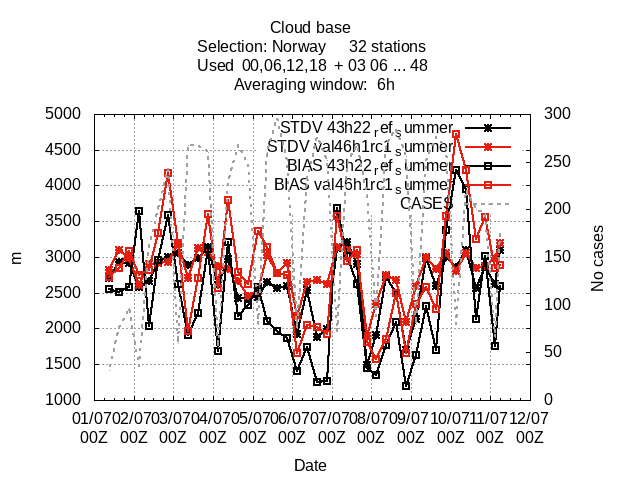 Cloud base
Selection: Norway 32 stations
Used 00,06,12,18 + 03 06 ... 48
Averaging window: 6h
5000
4500
4000
3500
3000
2500
2000
1500
1000
m
300
250
200
150
100
50
0
No cases
STDV 43h22_ref_summer
STDV val46h1rc1_summer
BIAS 43h22_ref_summer
BIAS val46h1rc1_summer
CASES
01/07 02/07 03/07 04/07 05/07 06/07 07/07 08/07 09/07 10/07 11/07 12/07
00Z 00Z 00Z 00Z 00Z 00Z 00Z 00Z 00Z 00Z 00Z 00Z
Date